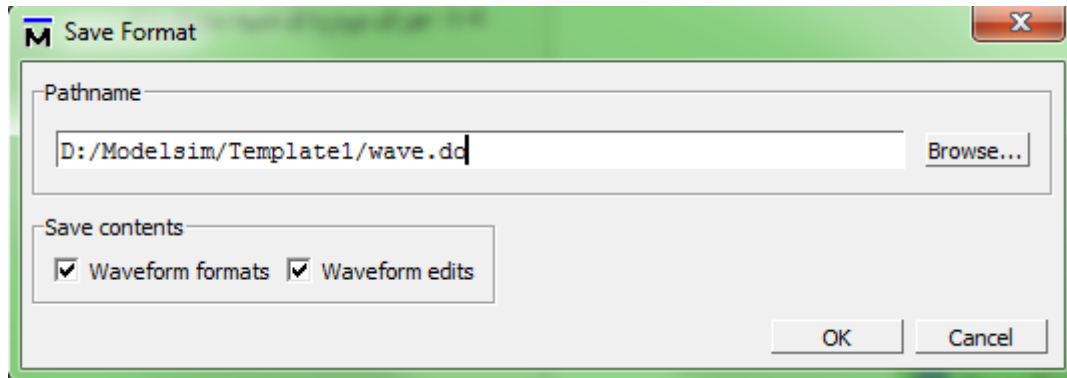 Save Format
Pathname
D:/Modelsim/Template1/wave.do
Browse...
Save contents
Waveform formats Waveform edits
OK Cancel